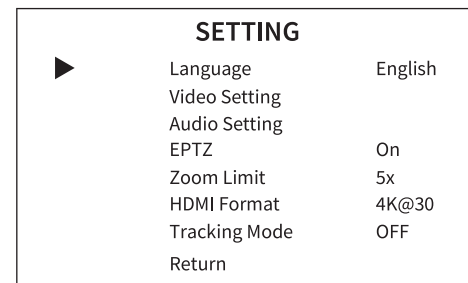 SETTING
Language English
Video Setting
Audio Setting
EPTZ On
Zoom Limit 5x
HDMI Format 4K@30
Tracking Mode OFF
Return